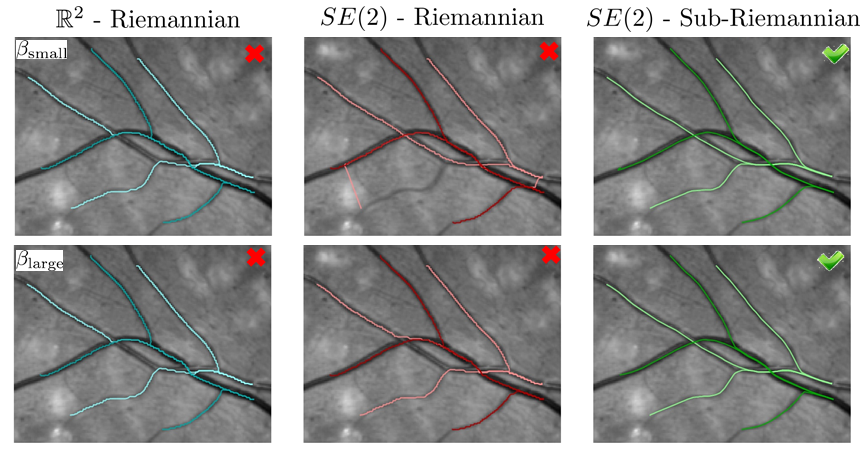 ℝ² - Riemannian
SE(2) - Riemannian
SE(2) - Sub-Riemannian
β_small
β_large